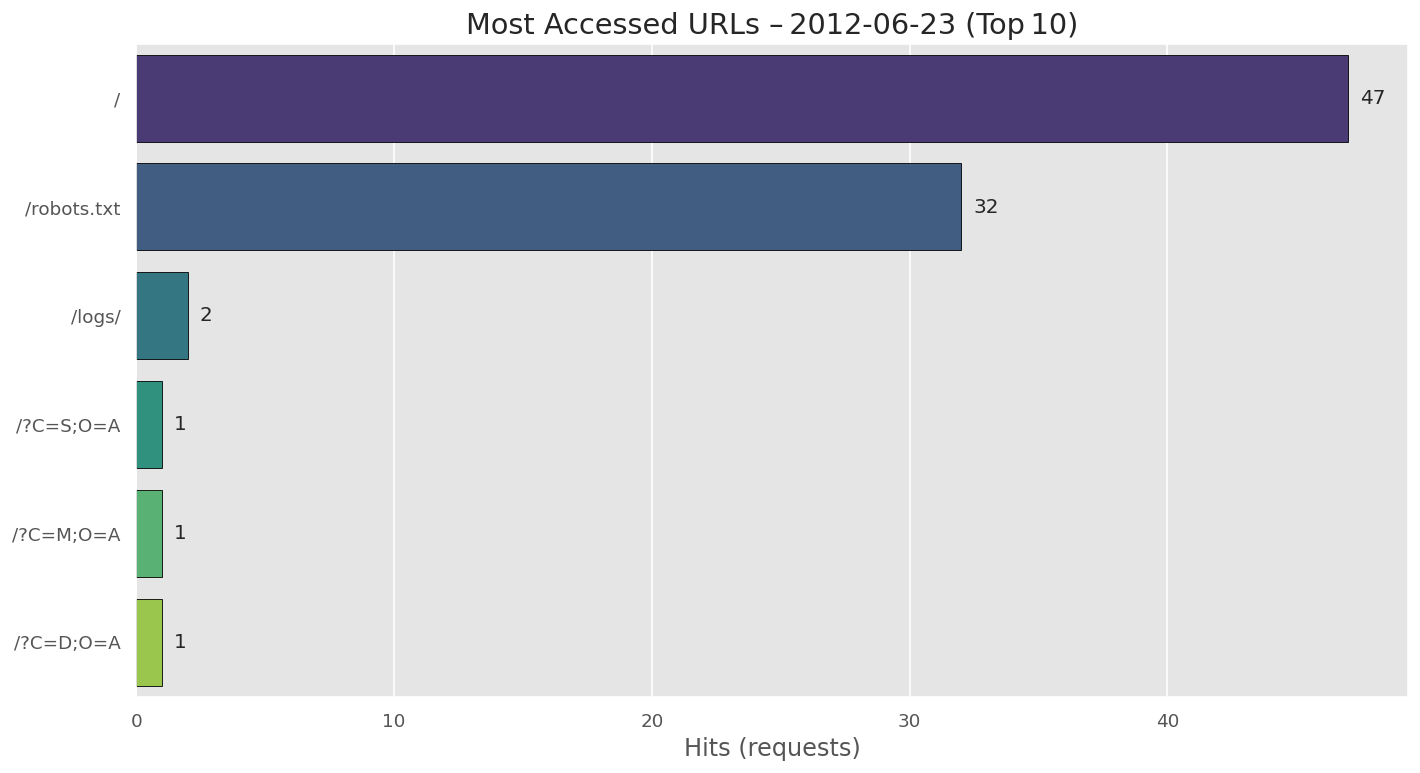 Most Accessed URLs – 2012-06-23 (Top 10)
/
47
/robots.txt
32
/logs/
2
/?C=S;O=A
1
/?C=M;O=A
1
/?C=D;O=A
1
0
10
20
30
40
Hits (requests)